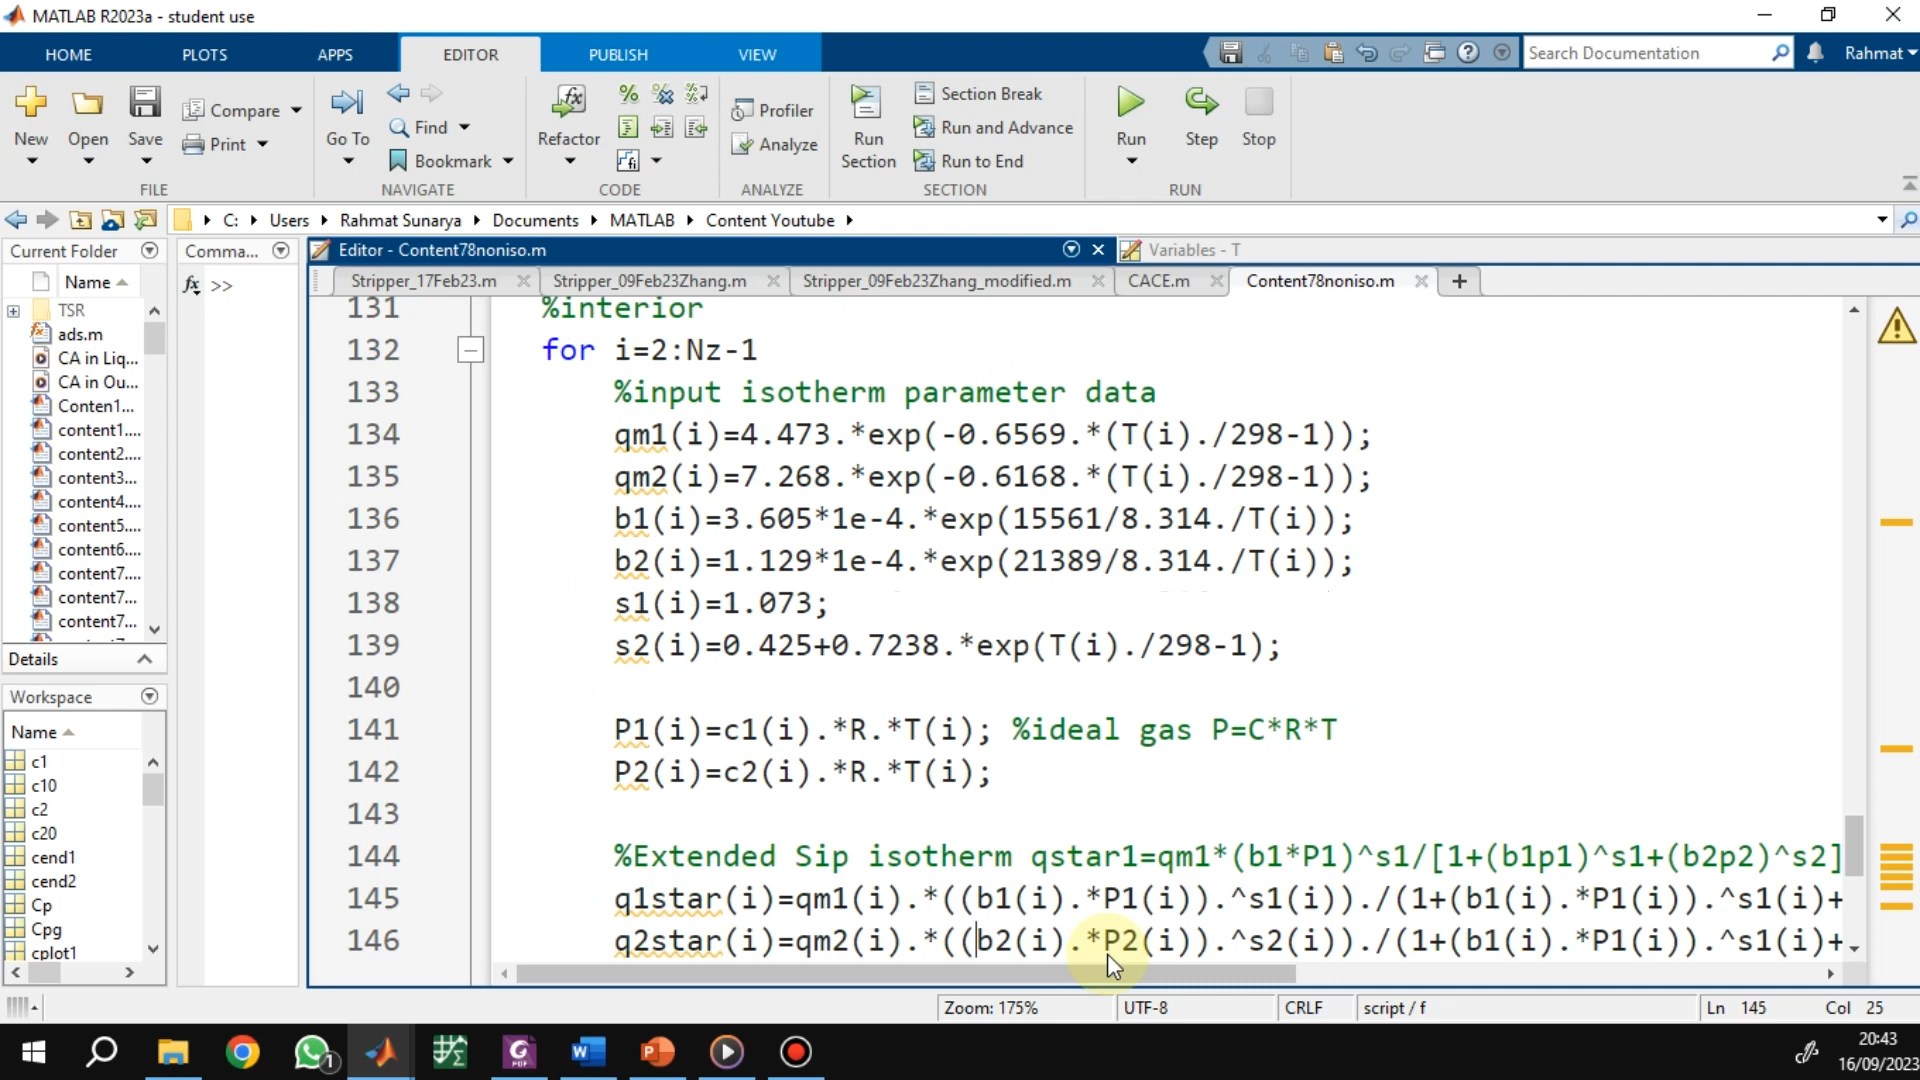 MATLAB R2023a - student use
HOME PLOTS APPS EDITOR PUBLISH VIEW Search Documentation Rahmat
New Open Save Compare Print
FILE
Go To Find Bookmark
NAVIGATE
Refactor
CODE
Profiler
Analyze
ANALYZE
Run Section Section Break
Run and Advance
Run to End
SECTION
Run Step Stop
RUN
C: Users Rahmat Sunarya Documents MATLAB Content Youtube
Current Folder
Name
TSR
ads.m
CA in Liq...
CA in Ou...
Conten1...
content1....
content2....
content3...
content4....
content5....
content6....
content7....
content7...
content7...
Details
Workspace
Name
c1
c10
c2
c20
cend1
cend2
Cp
Cpg
cplot1
Comma...
fx >>
Editor - Content78noniso.m
Variables - T
Stripper_17Feb23.m Stripper_09Feb23Zhang.m Stripper_09Feb23Zhang_modified.m CACE.m Content78noniso.m
131 %interior
132 for i=2:Nz-1
133 %input isotherm parameter data
134 qm1(i)=4.473.*exp(-0.6569.*(T(i)./298-1));
135 qm2(i)=7.268.*exp(-0.6168.*(T(i)./298-1));
136 b1(i)=3.605*1e-4.*exp(15561/8.314./T(i));
137 b2(i)=1.129*1e-4.*exp(21389/8.314./T(i));
138 s1(i)=1.073;
139 s2(i)=0.425+0.7238.*exp(T(i)./298-1);
140
141 P1(i)=c1(i).*R.*T(i); %ideal gas P=C*R*T
142 P2(i)=c2(i).*R.*T(i);
143
144 %Extended Sip isotherm qstar1=qm1*(b1*P1)^s1/[1+(b1p1)^s1+(b2p2)^s2]
145 q1star(i)=qm1(i).*((b1(i).*P1(i)).^s1(i))./(1+(b1(i).*P1(i)).^s1(i)+
146 q2star(i)=qm2(i).*((b2(i).*P2(i)).^s2(i))./(1+(b1(i).*P1(i)).^s1(i)+
Zoom: 175% UTF-8 CRLF script / f Ln 145 Col 25
1
20:43
16/09/2023